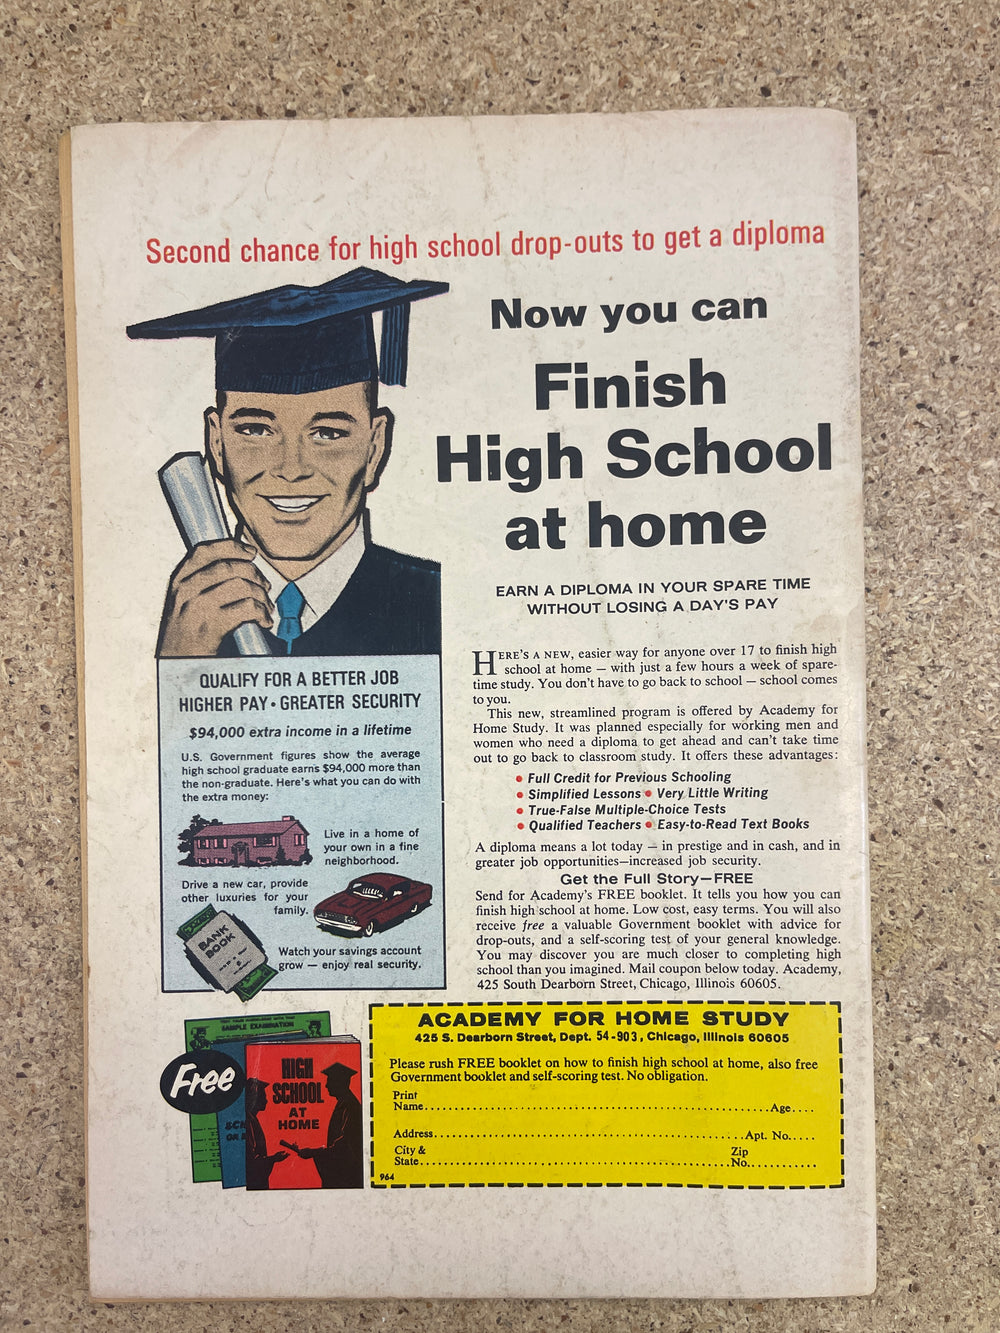 Second chance for high school drop-outs to get a diploma
Now you can
Finish
High School
at home
EARN A DIPLOMA IN YOUR SPARE TIME
WITHOUT LOSING A DAY'S PAY
QUALIFY FOR A BETTER JOB
HIGHER PAY • GREATER SECURITY
$94,000 extra income in a lifetime
U.S. Government figures show the average
high school graduate earns $94,000 more than
the non-graduate. Here's what you can do with
the extra money:
Live in a home of
your own in a fine
neighborhood.
Drive a new car, provide
other luxuries for your
family.
BANK
BOOK
Watch your savings account
grow — enjoy real security.
HERE'S A NEW, easier way for anyone over 17 to finish high
school at home — with just a few hours a week of spare-
time study. You don't have to go back to school — school comes
to you.
This new, streamlined program is offered by Academy for
Home Study. It was planned especially for working men and
women who need a diploma to get ahead and can't take time
out to go back to classroom study. It offers these advantages:
• Full Credit for Previous Schooling
• Simplified Lessons • Very Little Writing
• True-False Multiple-Choice Tests
• Qualified Teachers • Easy-to-Read Text Books
A diploma means a lot today — in prestige and in cash, and in
greater job opportunities—increased job security.
Get the Full Story—FREE
Send for Academy's FREE booklet. It tells you how you can
finish high school at home. Low cost, easy terms. You will also
receive free a valuable Government booklet with advice for
drop-outs, and a self-scoring test of your general knowledge.
You may discover you are much closer to completing high
school than you imagined. Mail coupon below today. Academy,
425 South Dearborn Street, Chicago, Illinois 60605.
SAMPLE EXAMINATION
Free
HIGH
SCHOOL
AT
HOME
ACADEMY FOR HOME STUDY
425 S. Dearborn Street, Dept. 54-903, Chicago, Illinois 60605
Please rush FREE booklet on how to finish high school at home, also free
Government booklet and self-scoring test. No obligation.
Print
Name Age
Address Apt. No.
City & Zip
State No.
964